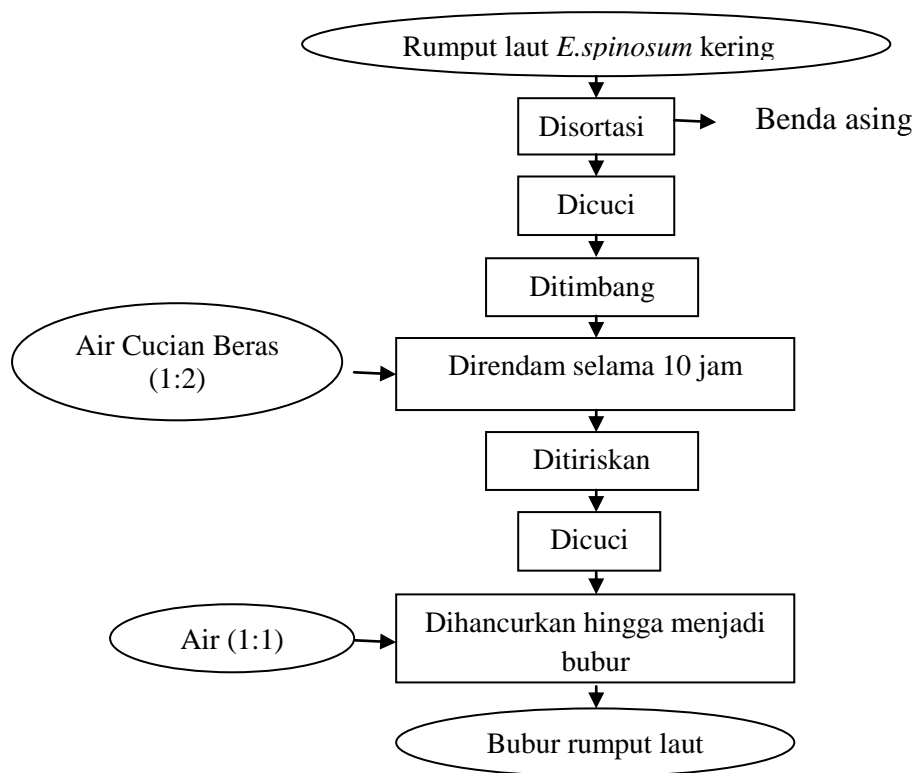 Rumput laut E.spinosum kering
Disortasi
Benda asing
Dicuci
Ditimbang
Air Cucian Beras
(1:2)
Direndam selama 10 jam
Ditiriskan
Dicuci
Air (1:1)
Dihancurkan hingga menjadi
bubur
Bubur rumput laut